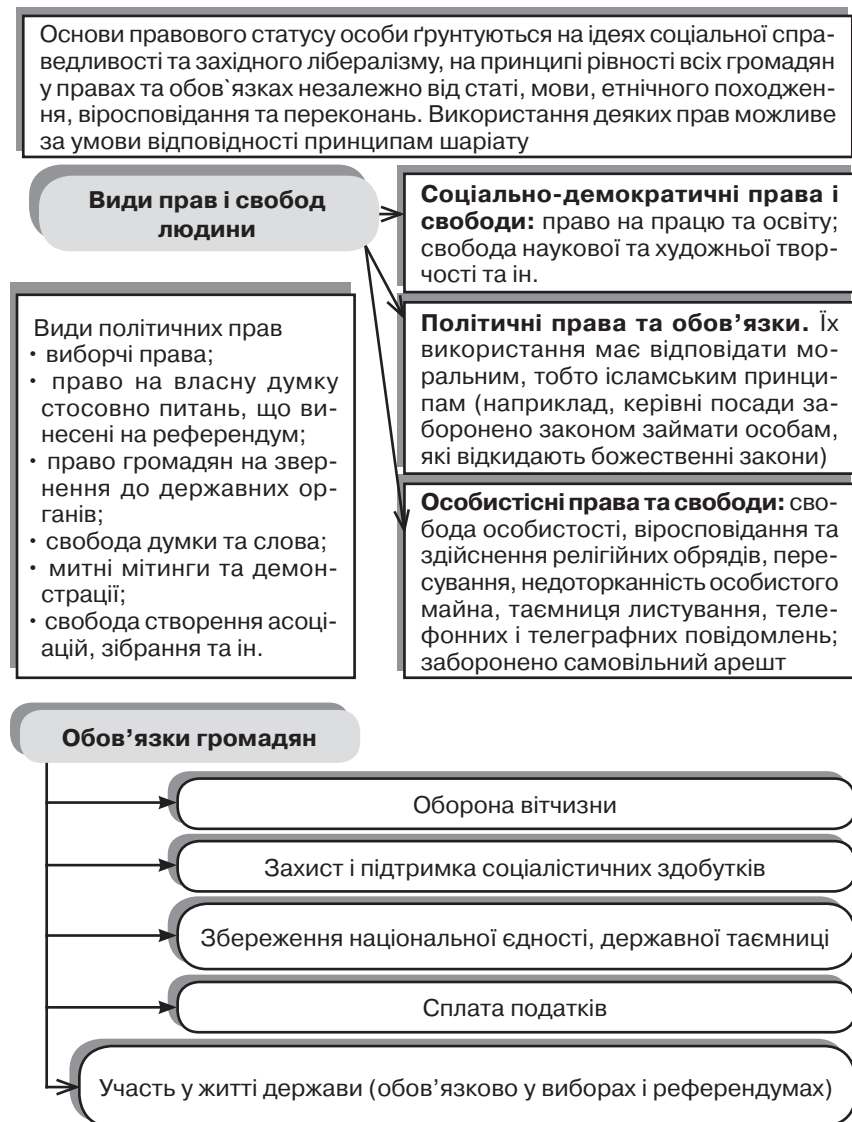 Основи правового статусу особи ґрунтуються на ідеях соціальної спра-
ведливості та західного лібералізму, на принципі рівності всіх громадян
у правах та обов`язках незалежно від статі, мови, етнічного походжен-
ня, віросповідання та переконань. Використання деяких прав можливе
за умови відповідності принципам шаріату
Види прав і свобод
людини
Соціально-демократичні права і
свободи: право на працю та освіту;
свобода наукової та художньої твор-
чості та ін.
Види політичних прав
• виборчі права;
• право на власну думку
стосовно питань, що ви-
несені на референдум;
• право громадян на звер-
нення до державних ор-
ганів;
• свобода думки та слова;
• митні мітинги та демон-
страції;
• свобода створення асоці-
ацій, зібрання та ін.
Політичні права та обов’язки. Їх
використання має відповідати мо-
ральним, тобто ісламським принци-
пам (наприклад, керівні посади за-
боронено законом займати особам,
які відкидають божественні закони)
Особистісні права та свободи: сво-
бода особистості, віросповідання та
здійснення релігійних обрядів, пере-
сування, недоторканність особистого
майна, таємниця листування, теле-
фонних і телеграфних повідомлень;
заборонено самовільний арешт
Обов’язки громадян
Оборона вітчизни
Захист і підтримка соціалістичних здобутків
Збереження національної єдності, державної таємниці
Сплата податків
Участь у житті держави (обов’язково у виборах і референдумах)